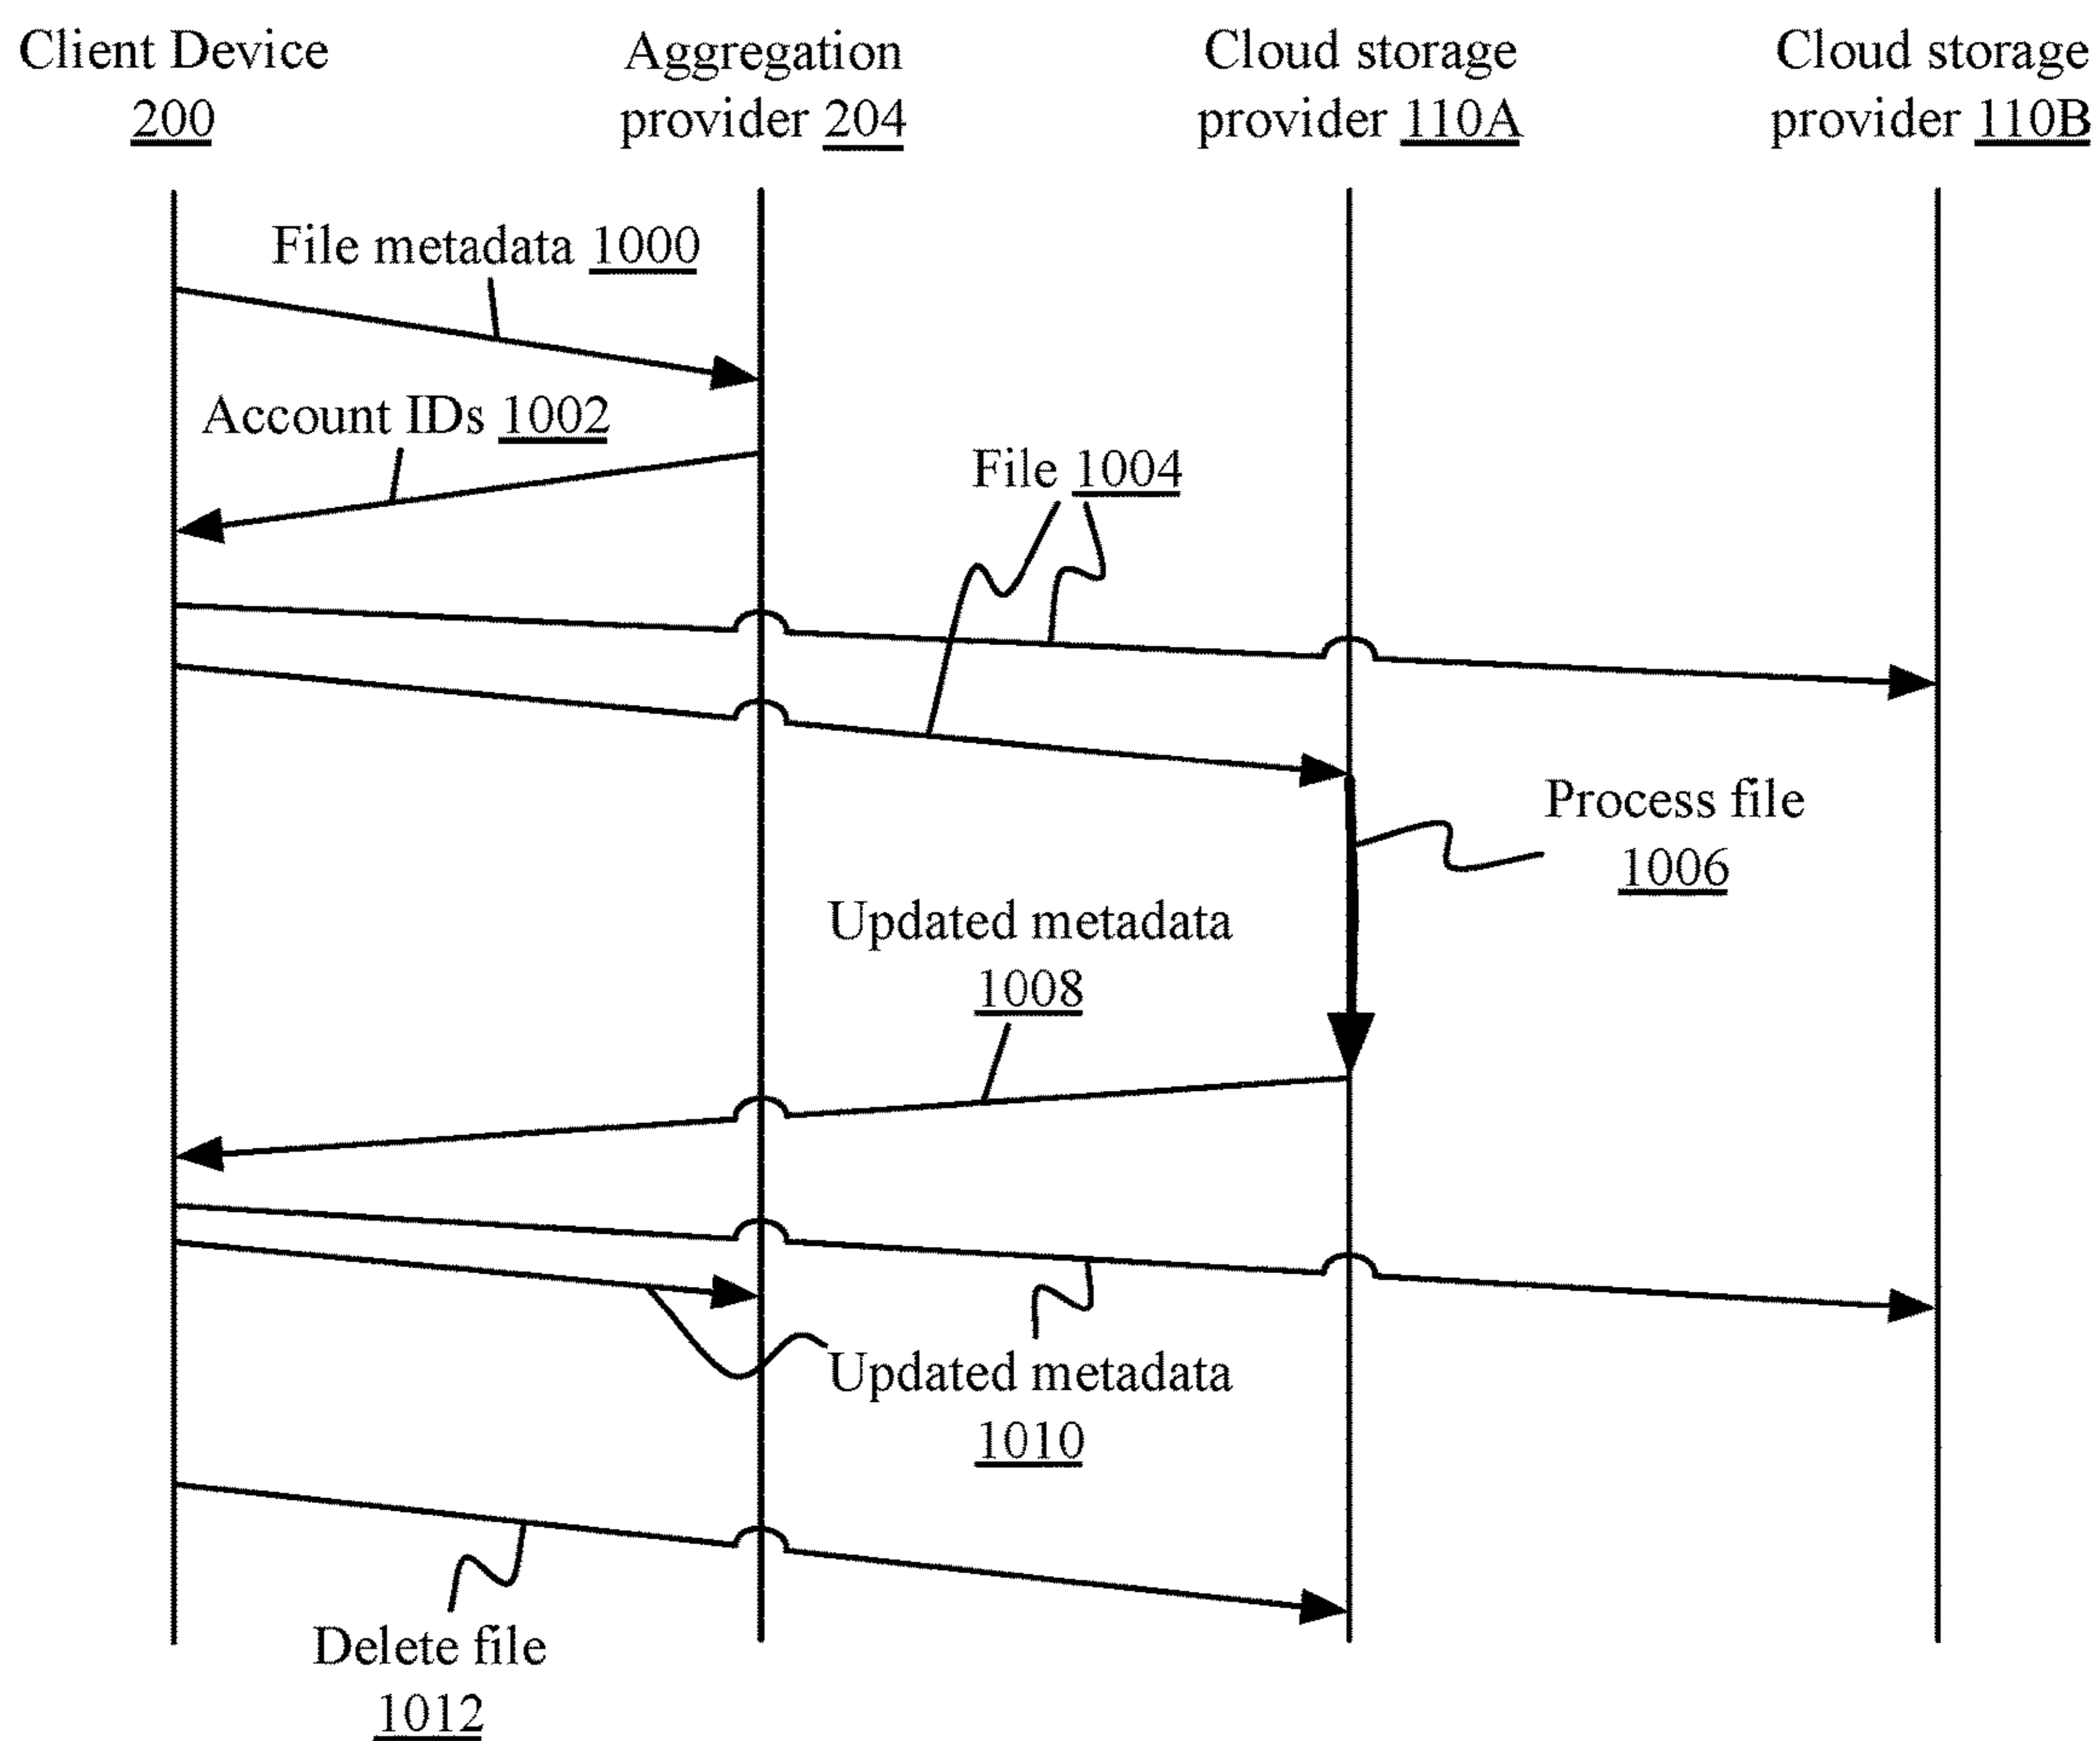 Client Device
200
Aggregation
provider 204
Cloud storage
provider 110A
Cloud storage
provider 110B
File metadata 1000
Account IDs 1002
File 1004
Process file
1006
Updated metadata
1008
Updated metadata
1010
Delete file
1012